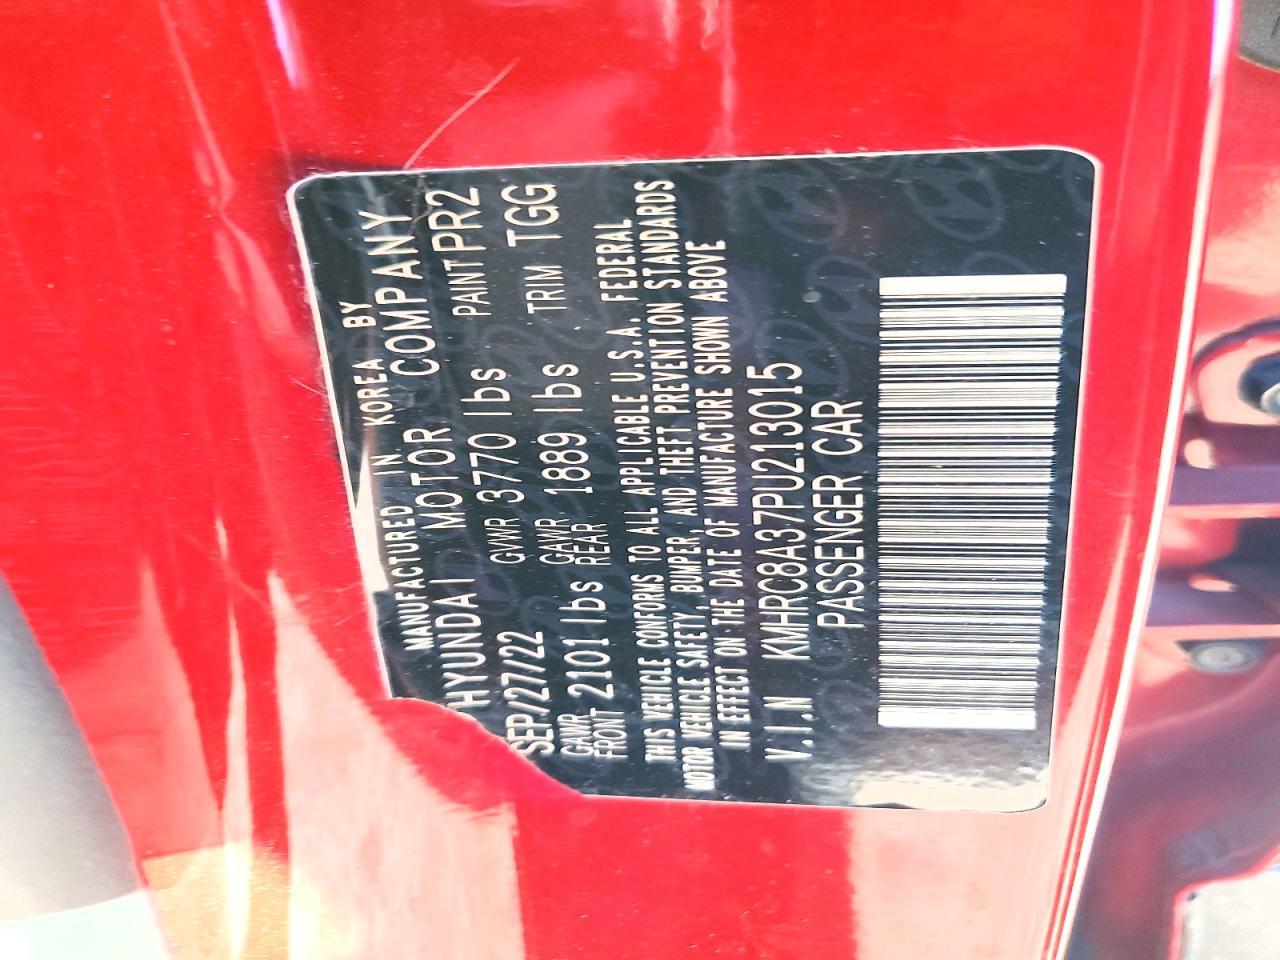 MANUFACTURED IN KOREA BY
HYUNDAI MOTOR COMPANY
SEP/27/22 GVWR 3770 lbs PAINT PR2
GAWR FRONT 2101 lbs GAWR REAR 1889 lbs TRIM TGG
THIS VEHICLE CONFORMS TO ALL APPLICABLE U.S.A. FEDERAL
MOTOR VEHICLE SAFETY, BUMPER, AND THEFT PREVENTION STANDARDS
IN EFFECT ON THE DATE OF MANUFACTURE SHOWN ABOVE
V.I.N KMHRC8A37PU213015
PASSENGER CAR